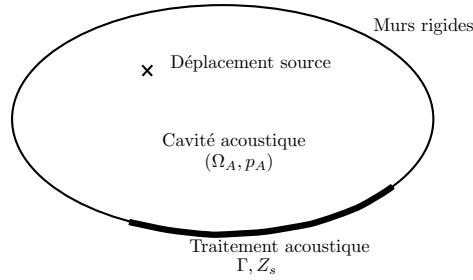 Murs rigides
Déplacement source
Cavité acoustique
(Ω_A, p_A)
Traitement acoustique
Γ, Z_s